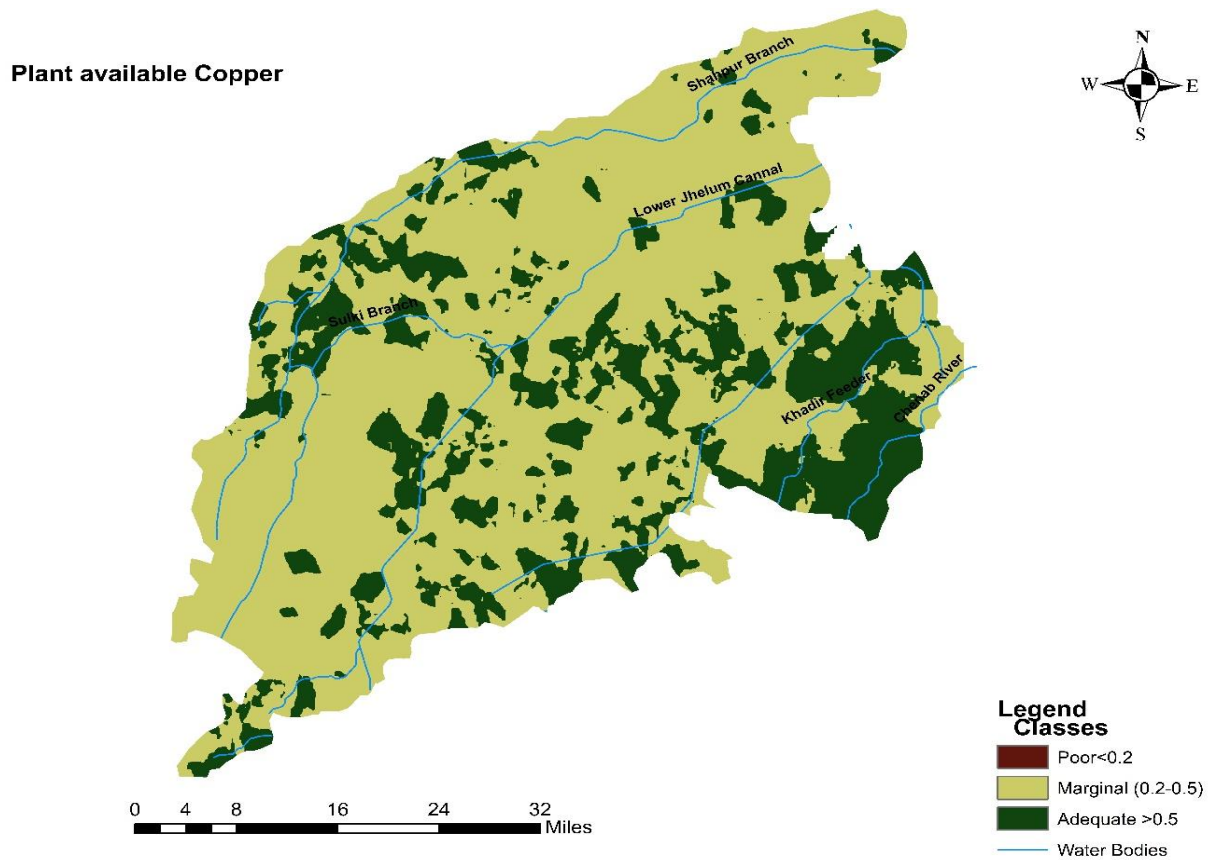 Plant available Copper
N
W
E
S
Shahpur Branch
Lower Jhelum Cannal
Sulki Branch
Khadir Feeder
Chenab River
Legend
Classes
Poor<0.2
Marginal (0.2-0.5)
Adequate >0.5
Water Bodies
0 4 8 16 24 32
Miles